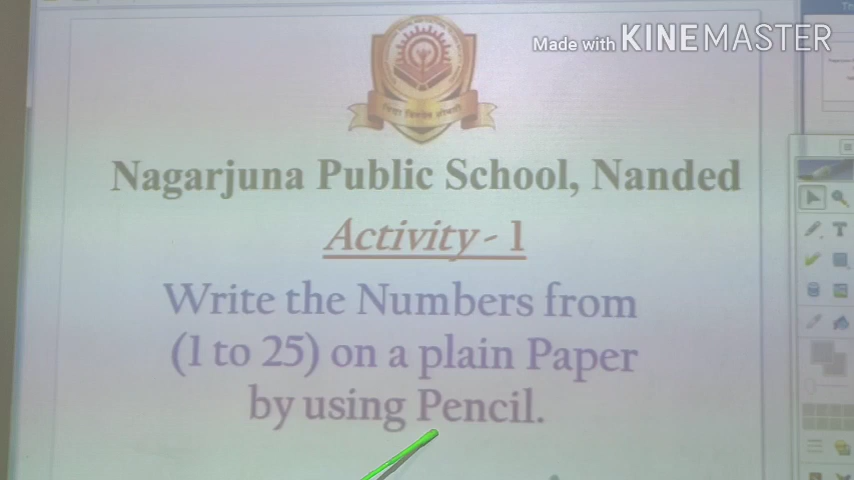 Made with KINEMASTER
Nagarjuna Public School, Nanded
Activity - 1
Write the Numbers from
(1 to 25) on a plain Paper
by using Pencil.